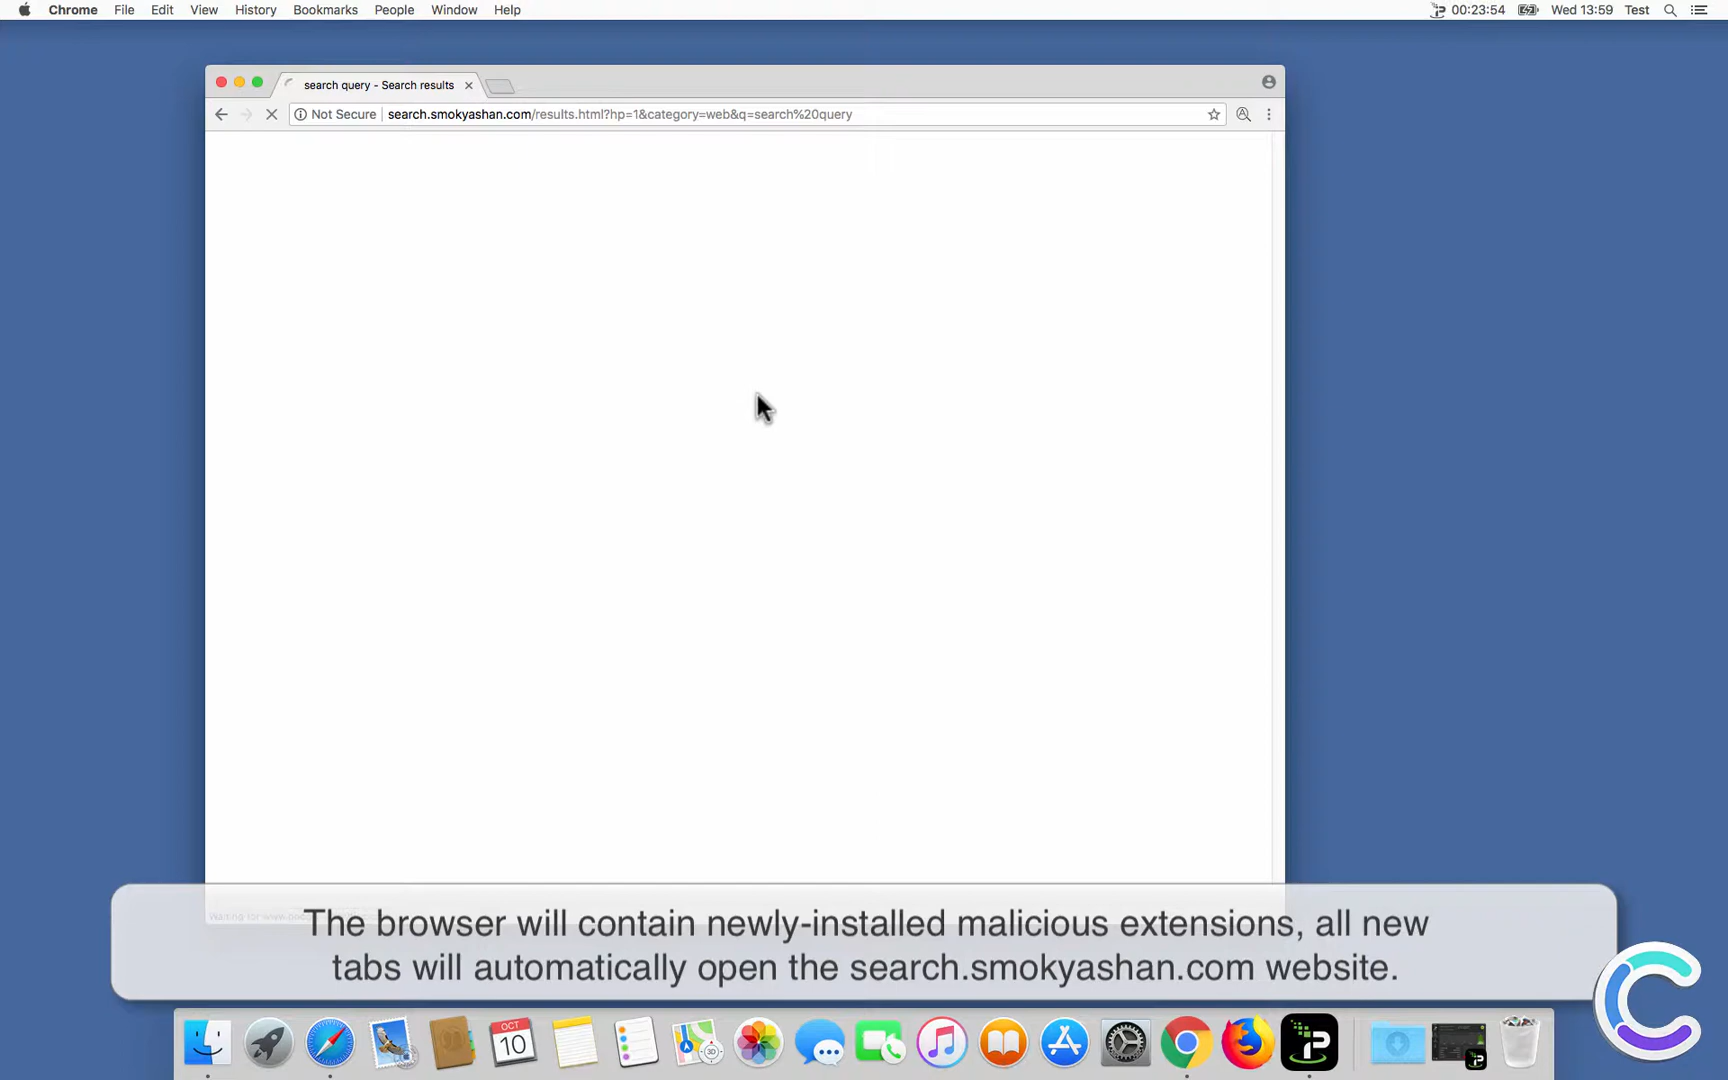 Chrome File Edit View History Bookmarks People Window Help 00:23:54 Wed 13:59 Test
search query - Search results
Not Secure search.smokyashan.com/results.html?hp=1&category=web&q=search%20query
The browser will contain newly-installed malicious extensions, all new
tabs will automatically open the search.smokyashan.com website.
OCT
10
3D